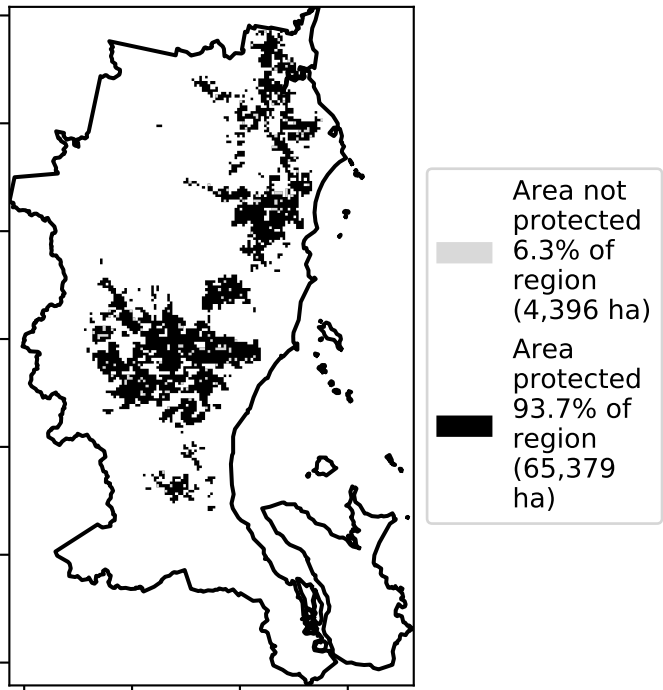 Area not
protected
6.3% of
region
(4,396 ha)
Area
protected
93.7% of
region
(65,379
ha)